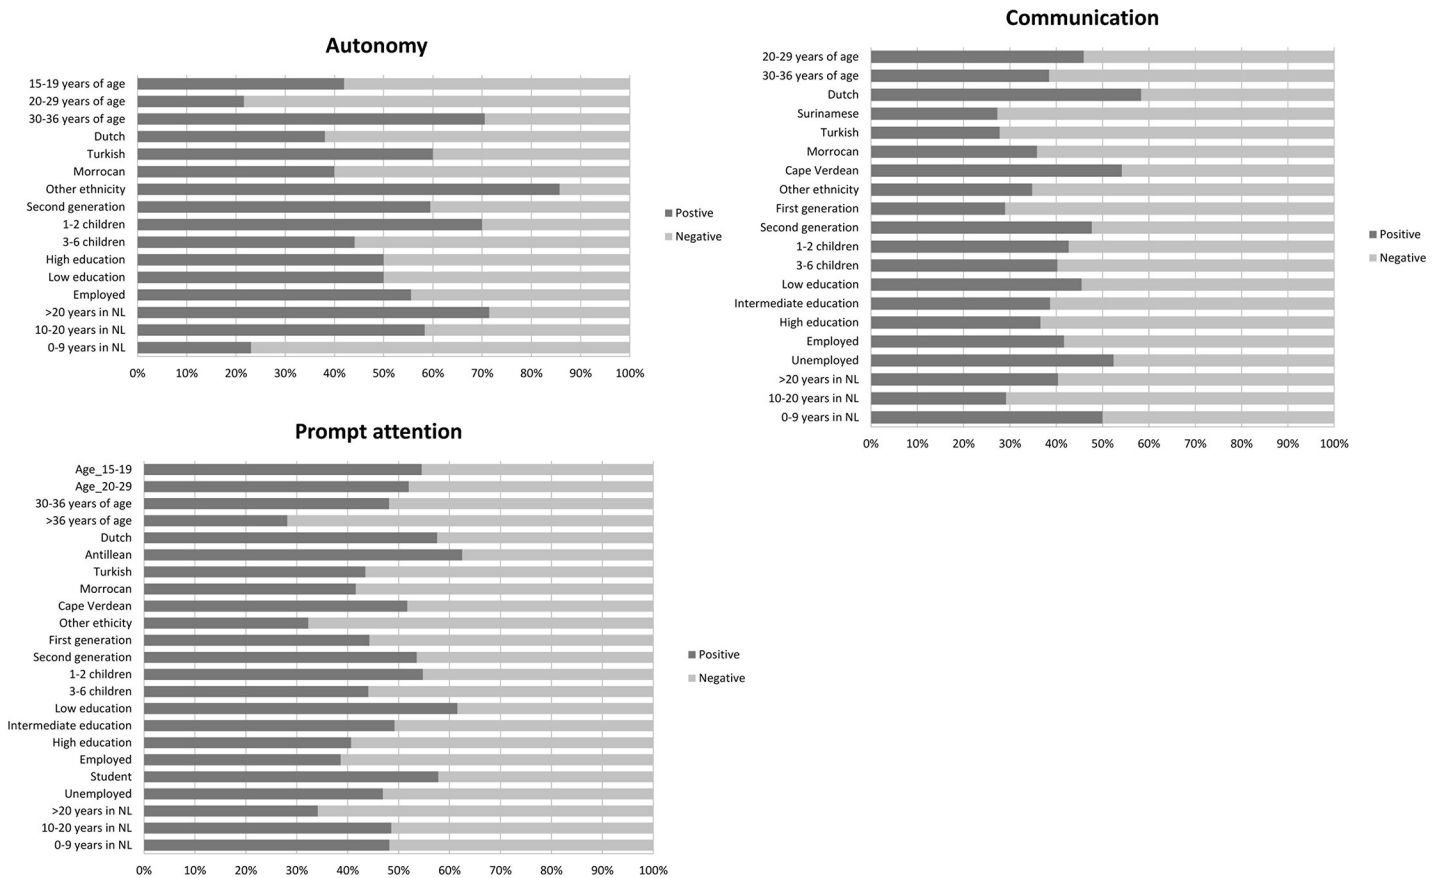 Autonomy
15-19 years of age
20-29 years of age
30-36 years of age
Dutch
Turkish
Morrocan
Other ethnicity
Second generation
1-2 children
3-6 children
High education
Low education
Employed
>20 years in NL
10-20 years in NL
0-9 years in NL
0% 10% 20% 30% 40% 50% 60% 70% 80% 90% 100%
Postive
Negative
Communication
20-29 years of age
30-36 years of age
Dutch
Surinamese
Turkish
Morrocan
Cape Verdean
Other ethnicity
First generation
Second generation
1-2 children
3-6 children
Low education
Intermediate education
High education
Employed
Unemployed
>20 years in NL
10-20 years in NL
0-9 years in NL
0% 10% 20% 30% 40% 50% 60% 70% 80% 90% 100%
Positive
Negative
Prompt attention
Age_15-19
Age_20-29
30-36 years of age
>36 years of age
Dutch
Antillean
Turkish
Morrocan
Cape Verdean
Other ethicity
First generation
Second generation
1-2 children
3-6 children
Low education
Intermediate education
High education
Employed
Student
Unemployed
>20 years in NL
10-20 years in NL
0-9 years in NL
0% 10% 20% 30% 40% 50% 60% 70% 80% 90% 100%
Positive
Negative